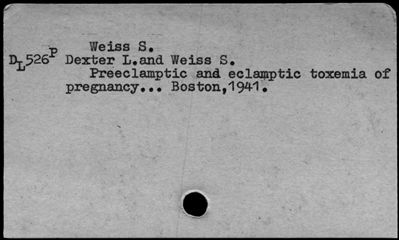 Weiss S.
DL526P Dexter L.and Weiss S.
Preeclamptic and eclamptic toxemia of
pregnancy... Boston,1941.